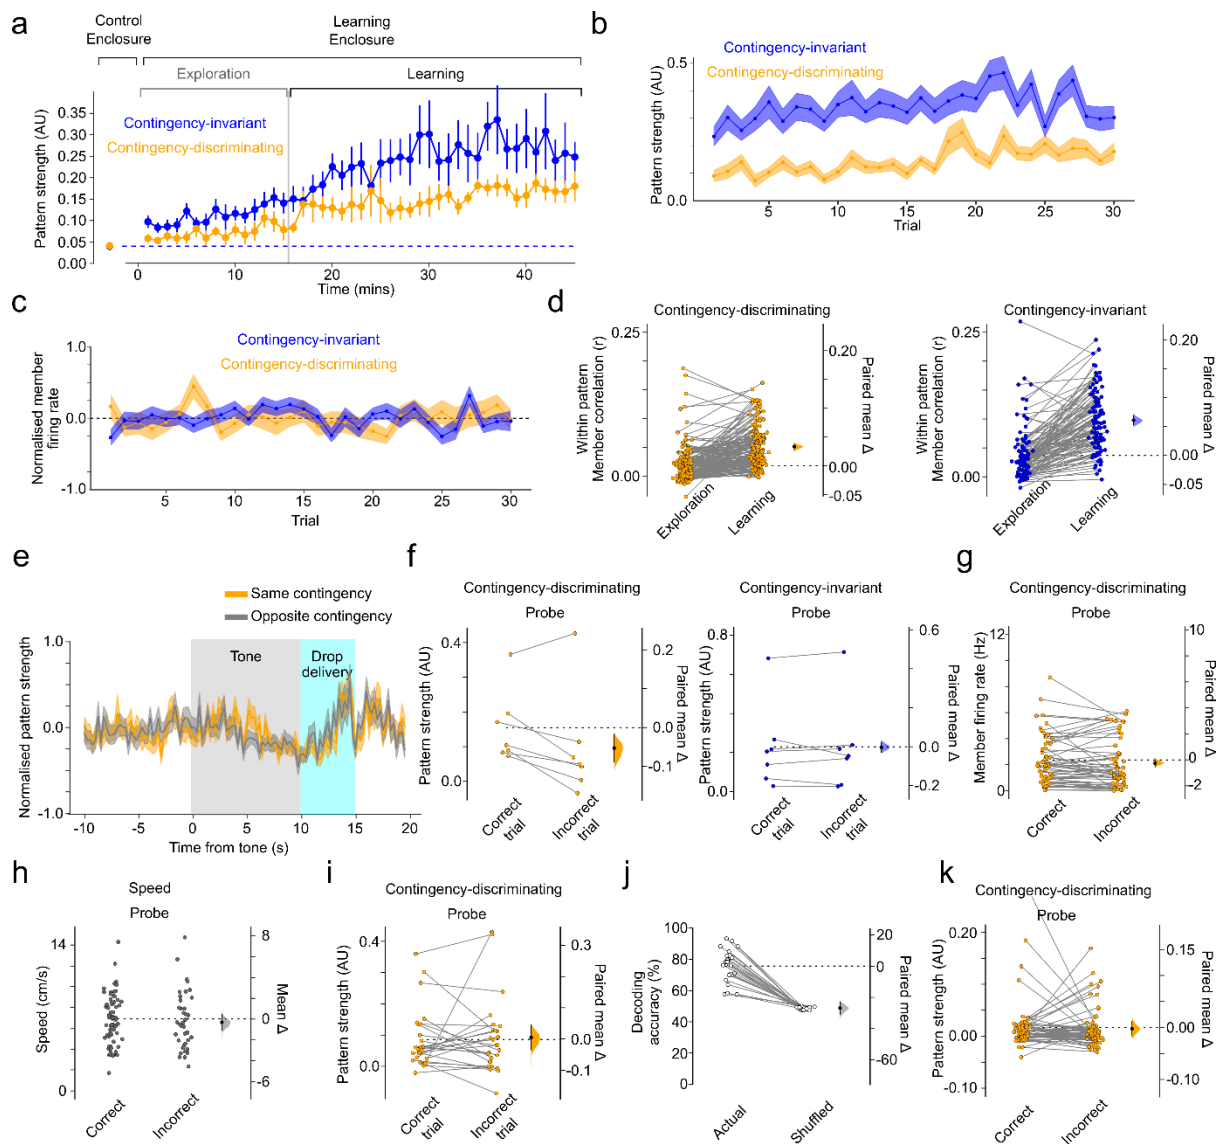 a
Control
Enclosure
Learning
Enclosure
Exploration
Learning
Contingency-invariant
Contingency-discriminating
Pattern strength (AU)
0.35
0.30
0.25
0.20
0.15
0.10
0.05
0.00
0
10
20
30
40
Time (mins)
b
Contingency-invariant
Contingency-discriminating
Pattern strength (AU)
0.5
0.0
5
10
15
20
25
30
Trial
c
Contingency-invariant
Contingency-discriminating
Normalised member
firing rate
1.0
0.0
-1.0
5
10
15
20
25
30
Trial
d
Contingency-discriminating
Within pattern
Member correlation (r)
0.25
0.00
Exploration
Learning
0.20
0.00
-0.05
Paired mean Δ
Contingency-invariant
Within pattern
Member correlation (r)
0.25
0.00
Exploration
Learning
0.20
0.00
-0.05
Paired mean Δ
e
Same contingency
Opposite contingency
Normalised pattern strength
1.0
0.0
-1.0
Tone
Drop
delivery
-10
-5
0
5
10
15
20
Time from tone (s)
f
Contingency-discriminating
Probe
Pattern strength (AU)
0.4
0.0
Correct
trial
Incorrect
trial
0.2
0.0
-0.1
Paired mean Δ
Contingency-invariant
Probe
Pattern strength (AU)
0.8
0.4
0.0
Correct
trial
Incorrect
trial
0.6
0.0
-0.2
Paired mean Δ
g
Contingency-discriminating
Probe
Member firing rate (Hz)
12
0
Correct
Incorrect
10
0
-2
Paired mean Δ
h
Speed
Probe
Speed (cm/s)
14
0
Correct
Incorrect
8
0
-6
Mean Δ
i
Contingency-discriminating
Probe
Pattern strength (AU)
0.4
0.0
Correct
trial
Incorrect
trial
0.3
0.0
-0.1
Paired mean Δ
j
Decoding
accuracy (%)
100
80
60
40
20
0
Actual
Shuffled
20
0
-60
Paired mean Δ
k
Contingency-discriminating
Probe
Pattern strength (AU)
0.20
0.00
-0.10
Correct
Incorrect
0.15
0.00
-0.10
Paired mean Δ